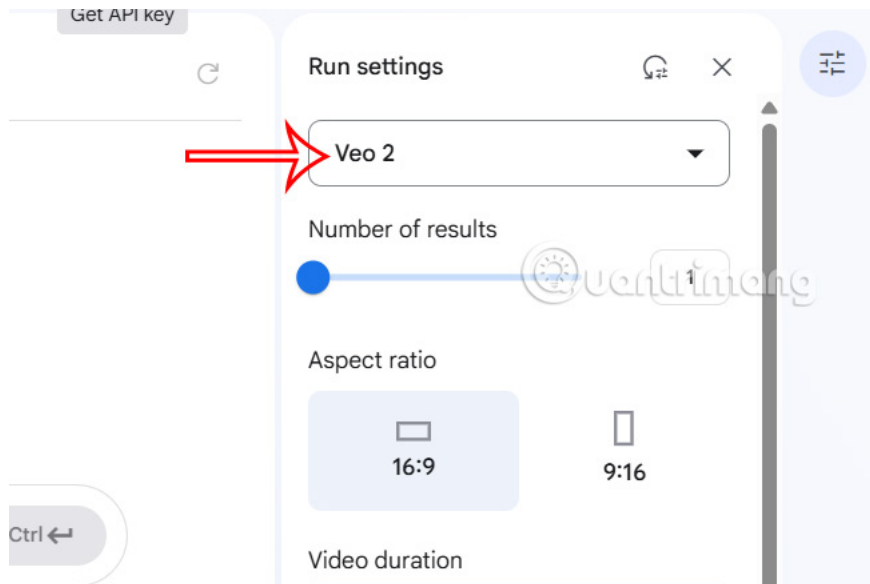 Get API key
Run settings
Veo 2
Number of results
1
Quantrimang
Aspect ratio
16:9
9:16
Ctrl
Video duration